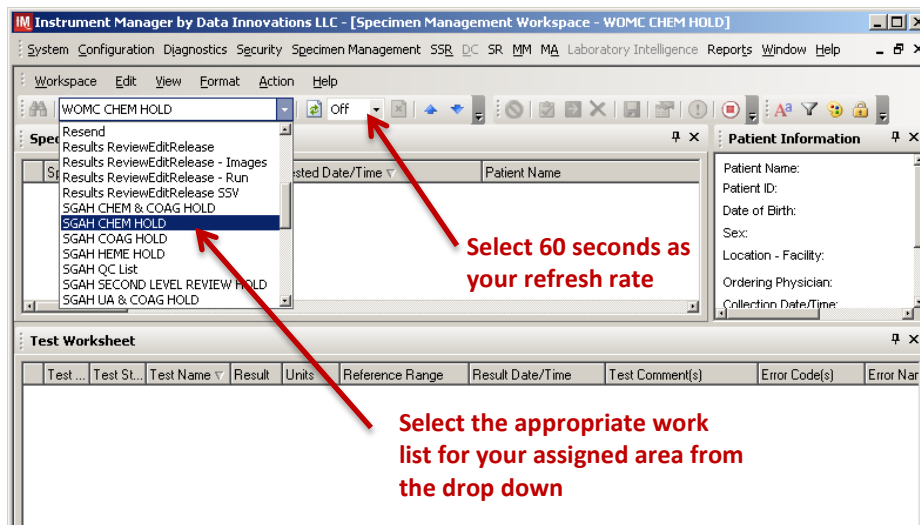 IM Instrument Manager by Data Innovations LLC - [Specimen Management Workspace - WOMC CHEM HOLD]
System Configuration Diagnostics Security Specimen Management SSR DC SR MM MA Laboratory Intelligence Reports Window Help
Workspace Edit View Format Action Help
WOMC CHEM HOLD Off
Resend
Results ReviewEditRelease
Results ReviewEditRelease - Images
Results ReviewEditRelease - Run
Results ReviewEditRelease SSV
SGAH CHEM & COAG HOLD
SGAH CHEM HOLD
SGAH COAG HOLD
SGAH HEME HOLD
SGAH QC List
SGAH SECOND LEVEL REVIEW HOLD
SGAH UA & COAG HOLD
Date/Time Patient Name
Select 60 seconds as
your refresh rate
Patient Information
Patient Name:
Patient ID:
Date of Birth:
Sex:
Location - Facility:
Ordering Physician:
Collection Date/Time:
Test Worksheet
Test ... Test St... Test Name Result Units Reference Range Result Date/Time Test Comment(s) Error Code(s) Error Nar
Select the appropriate work
list for your assigned area from
the drop down